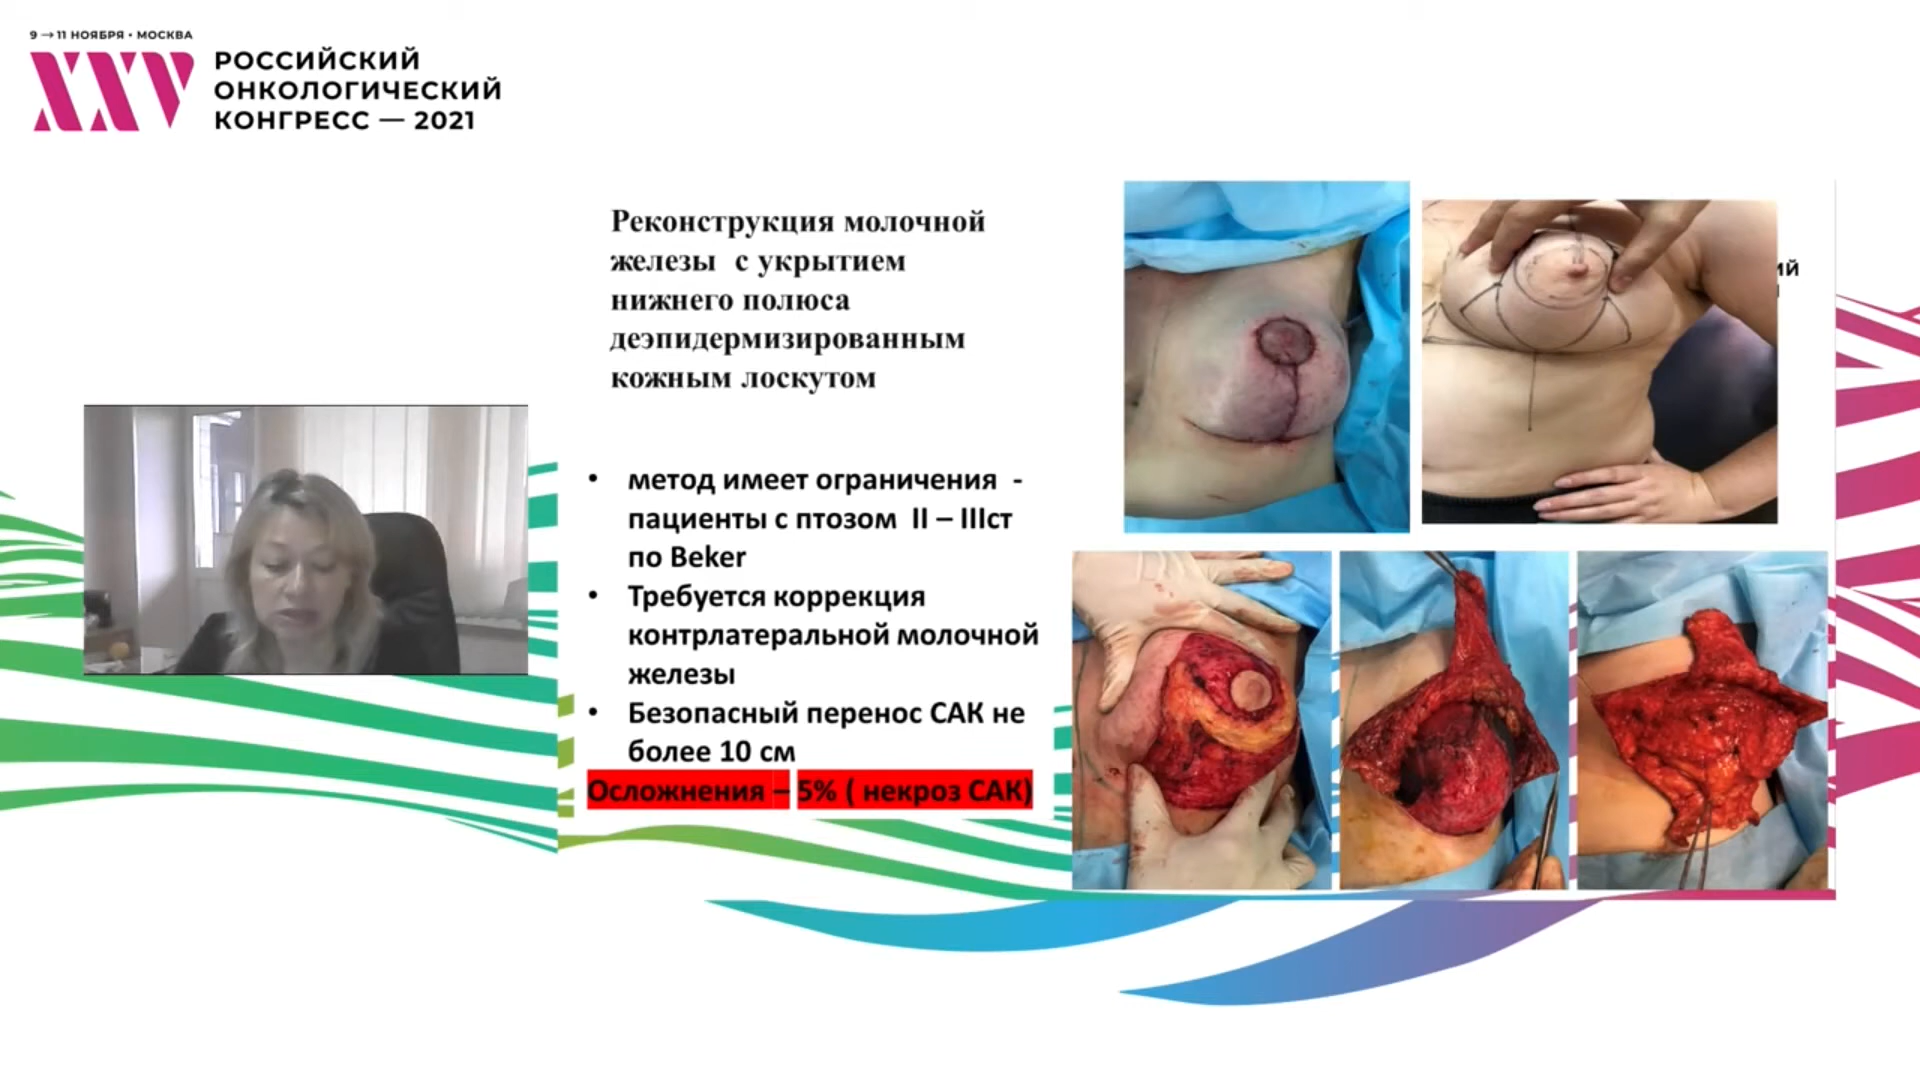 9 → 11 НОЯБРЯ • МОСКВА
XXV
РОССИЙСКИЙ
ОНКОЛОГИЧЕСКИЙ
КОНГРЕСС — 2021
Реконструкция молочной
железы с укрытием
нижнего полюса
деэпидермизированным
кожным лоскутом
• метод имеет ограничения -
пациенты с птозом II – IIIст
по Beker
• Требуется коррекция
контрлатеральной молочной
железы
• Безопасный перенос САК не
более 10 см
Осложнения – 5% ( некроз САК)